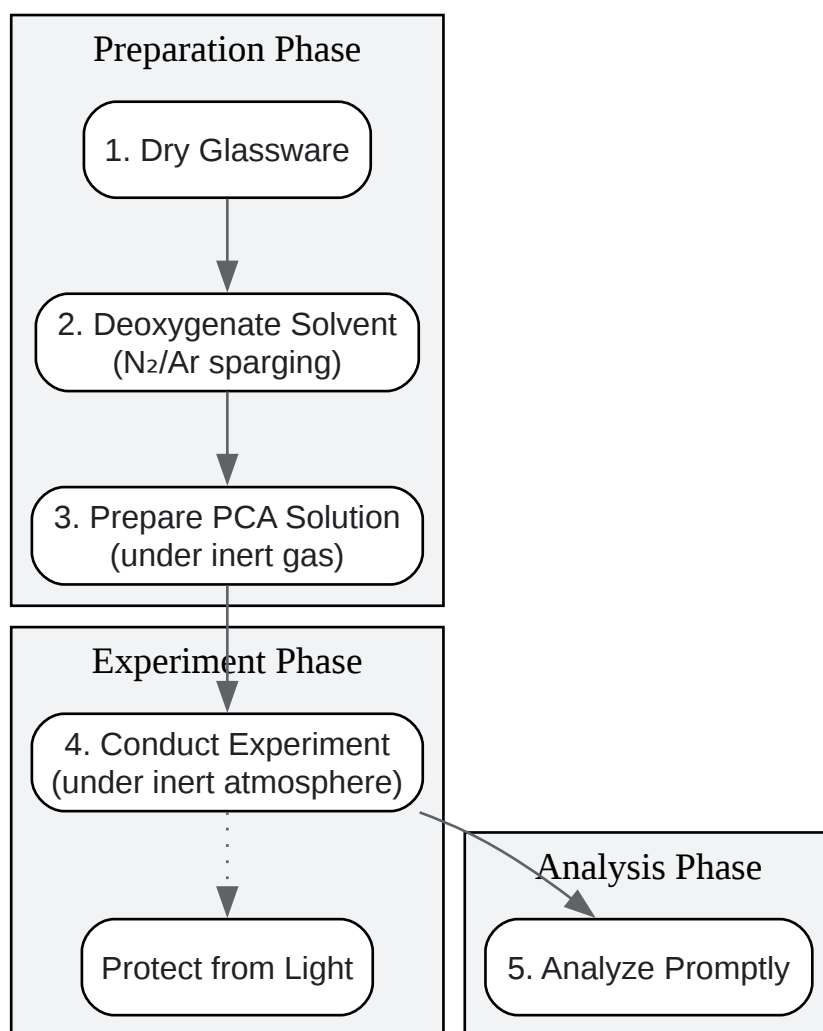 Preparation Phase
1. Dry Glassware
2. Deoxygenate Solvent
(N₂/Ar sparging)
3. Prepare PCA Solution
(under inert gas)
Experiment Phase
4. Conduct Experiment
(under inert atmosphere)
Protect from Light
Analysis Phase
5. Analyze Promptly